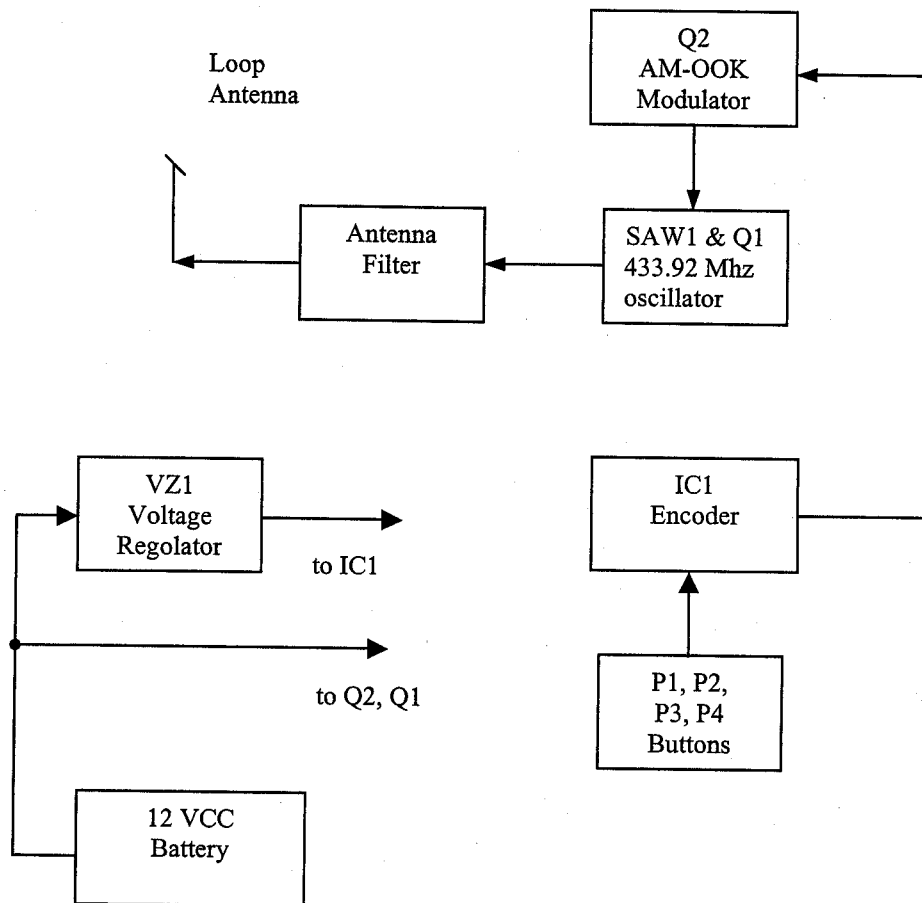 Loop
Antenna
Q2
AM-OOK
Modulator
Antenna
Filter
SAW1 & Q1
433.92 Mhz
oscillator
VZ1
Voltage
Regolator
to IC1
IC1
Encoder
to Q2, Q1
P1, P2,
P3, P4
Buttons
12 VCC
Battery